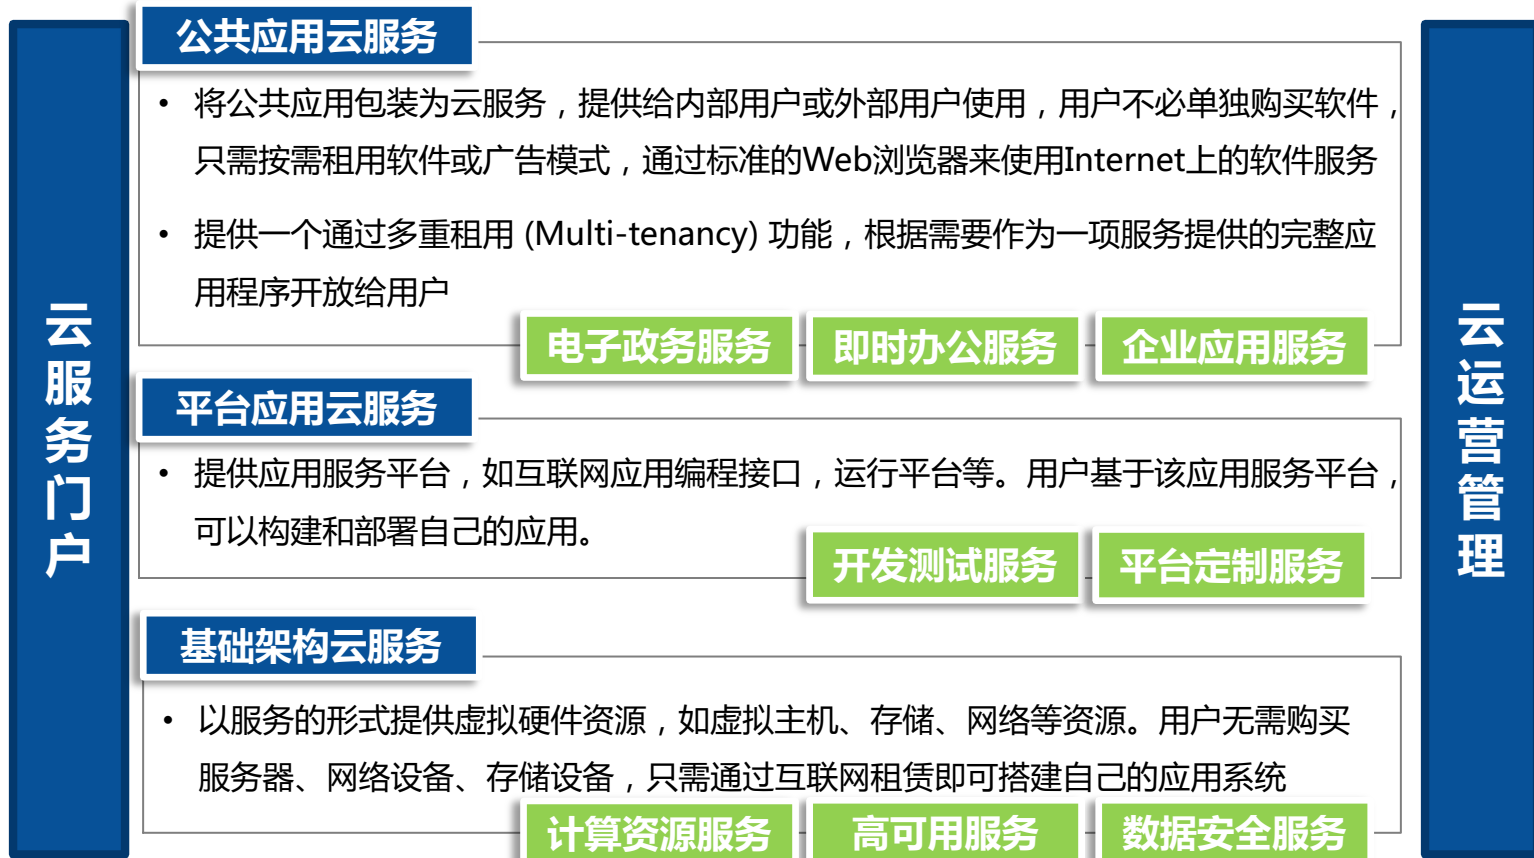 云服务门户
公共应用云服务
• 将公共应用包装为云服务，提供给内部用户或外部用户使用，用户不必单独购买软件，
只需按需租用软件或广告模式，通过标准的Web浏览器来使用Internet上的软件服务
• 提供一个通过多重租用 (Multi-tenancy) 功能，根据需要作为一项服务提供的完整应
用程序开放给用户
电子政务服务
即时办公服务
企业应用服务
平台应用云服务
• 提供应用服务平台，如互联网应用编程接口，运行平台等。用户基于该应用服务平台，
可以构建和部署自己的应用。
开发测试服务
平台定制服务
基础架构云服务
• 以服务的形式提供虚拟硬件资源，如虚拟主机、存储、网络等资源。用户无需购买
服务器、网络设备、存储设备，只需通过互联网租赁即可搭建自己的应用系统
计算资源服务
高可用服务
数据安全服务
云运营管理